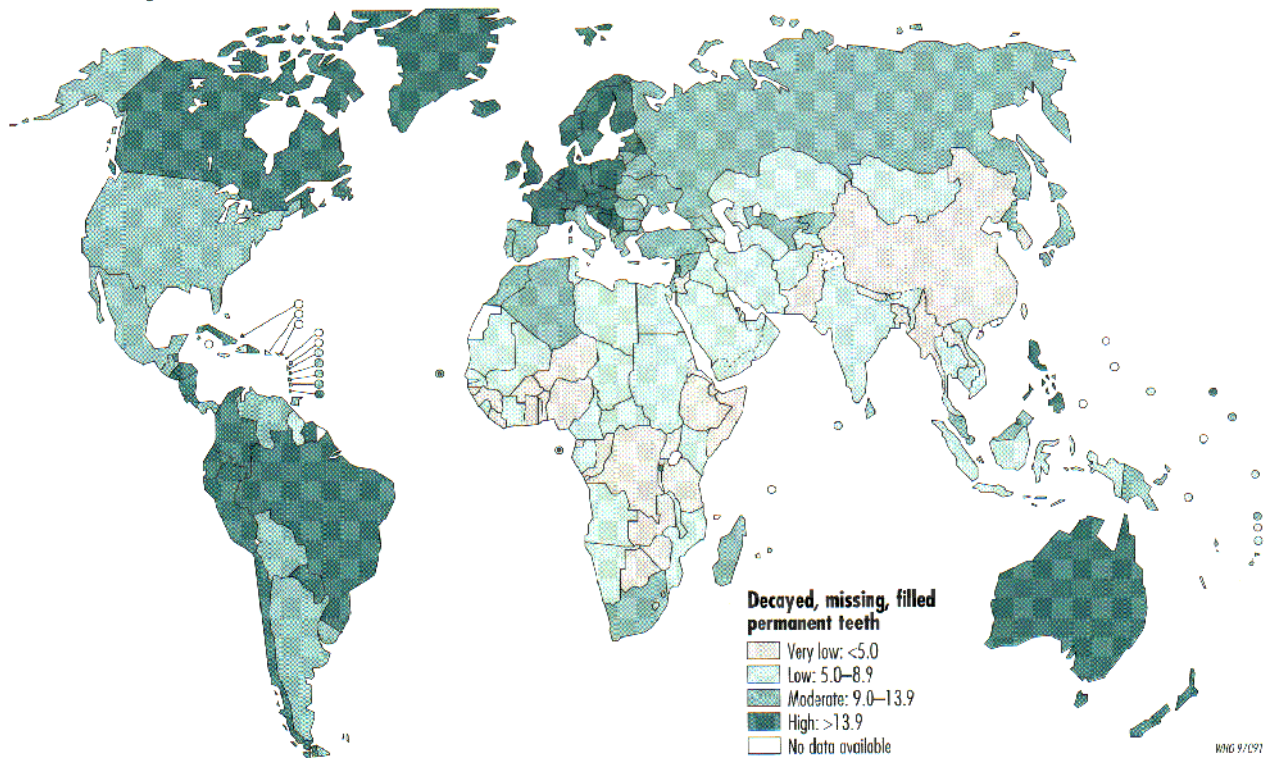 Decayed, missing, filled
permanent teeth
Very low: <5.0
Low: 5.0–8.9
Moderate: 9.0–13.9
High: >13.9
No data available